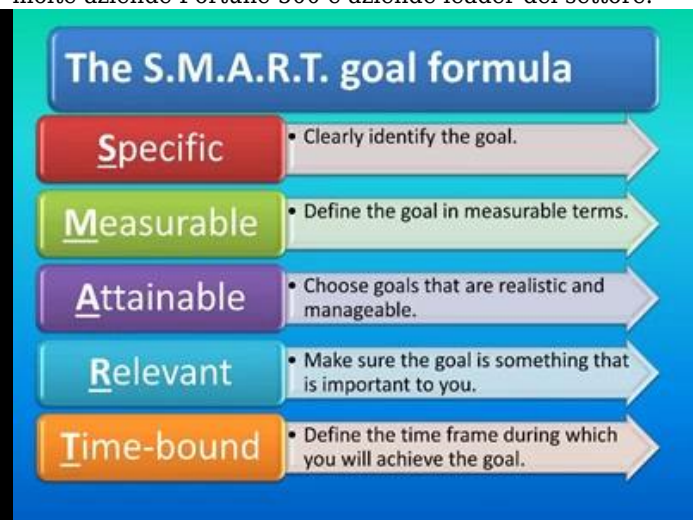 molte aziende Fortune 500 e aziende leader del settore.
The S.M.A.R.T. goal formula
Specific
• Clearly identify the goal.
Measurable
• Define the goal in measurable terms.
Attainable
• Choose goals that are realistic and
manageable.
Relevant
• Make sure the goal is something that
is important to you.
Time-bound
• Define the time frame during which
you will achieve the goal.